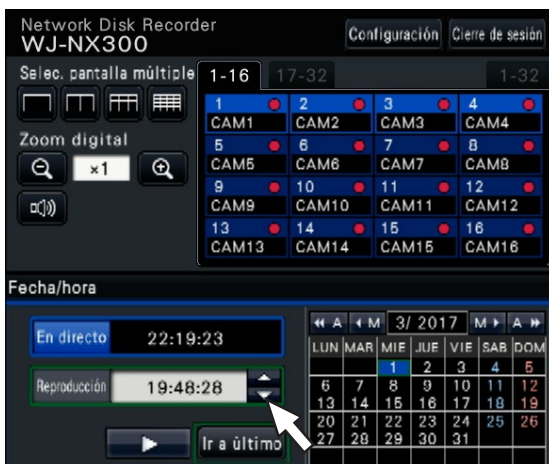 Network Disk Recorder
WJ-NX300
Configuración
Cierre de sesión
Selec. pantalla múltiple
1-16
17-32
1-32
1 2 3 4
CAM1 CAM2 CAM3 CAM4
5 6 7 8
CAM5 CAM6 CAM7 CAM8
9 10 11 12
CAM9 CAM10 CAM11 CAM12
13 14 15 16
CAM13 CAM14 CAM15 CAM16
Zoom digital
×1
Fecha/hora
En directo 22:19:23
Reproducción 19:48:28
Ir a último
A M 3/ 2017 M A
LUN MAR MIE JUE VIE SAB DOM
1 2 3 4 5
6 7 8 9 10 11 12
13 14 15 16 17 18 19
20 21 22 23 24 25 26
27 28 29 30 31